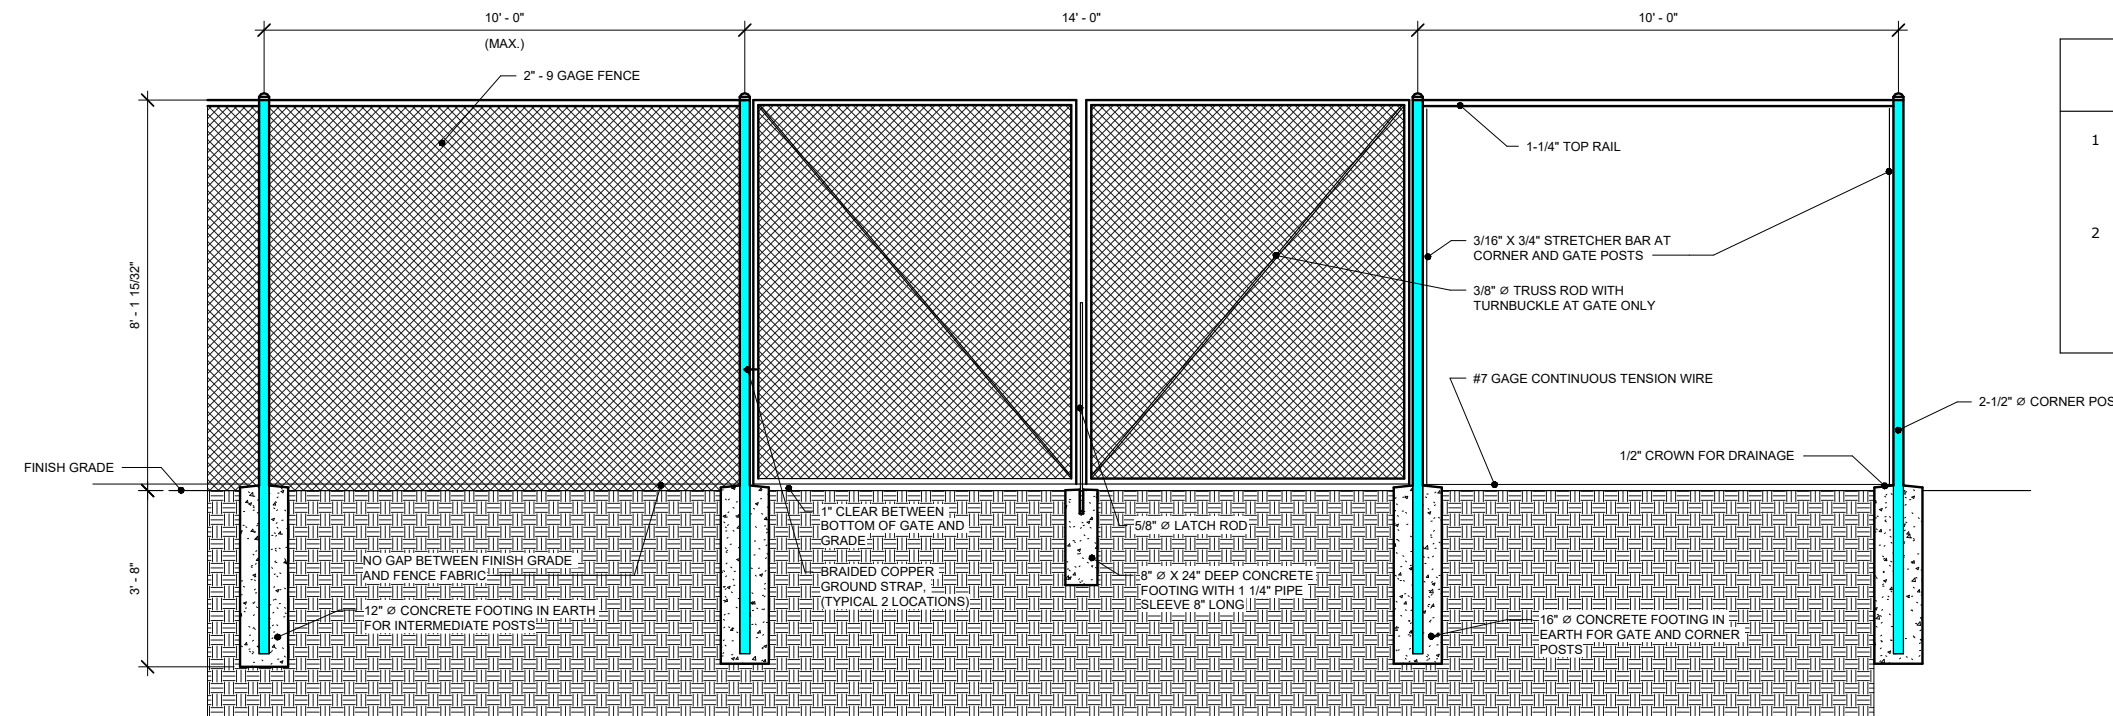 10' - 0"
14' - 0"
10' - 0"
(MAX.)
2" - 9 GAGE FENCE
1-1/4" TOP RAIL
1
2
3/16" X 3/4" STRETCHER BAR AT
CORNER AND GATE POSTS
8' - 1 15/32"
3/8" Ø TRUSS ROD WITH
TURNBUCKLE AT GATE ONLY
#7 GAGE CONTINUOUS TENSION WIRE
2-1/2" Ø CORNER POS
FINISH GRADE
1/2" CROWN FOR DRAINAGE
1" CLEAR BETWEEN
BOTTOM OF GATE AND
GRADE
5/8" Ø LATCH ROD
NO GAP BETWEEN FINISH GRADE
AND FENCE FABRIC
BRAIDED COPPER
GROUND STRAP,
(TYPICAL 2 LOCATIONS)
8" Ø X 24" DEEP CONCRETE
FOOTING WITH 1 1/4" PIPE
SLEEVE 8" LONG
3' - 8"
12" Ø CONCRETE FOOTING IN EARTH
FOR INTERMEDIATE POSTS
16" Ø CONCRETE FOOTING IN
EARTH FOR GATE AND CORNER
POSTS